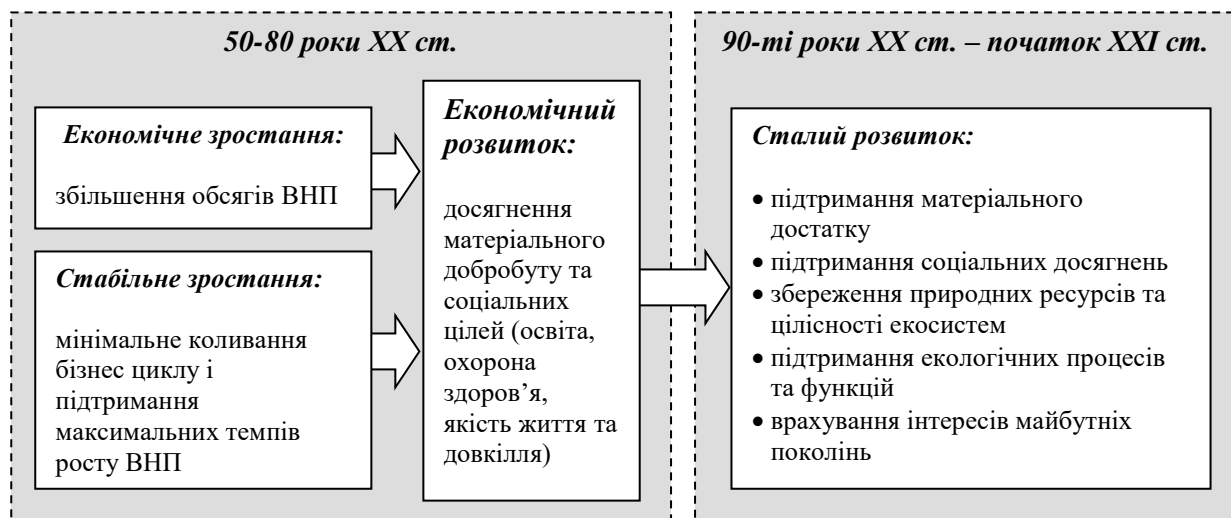 50-80 роки XX ст.
Економічне зростання:
збільшення обсягів ВНП
Стабільне зростання:
мінімальне коливання
бізнес циклу і
підтримання
максимальних темпів
росту ВНП
Економічний
розвиток:
досягнення
матеріального
добробуту та
соціальних
цілей (освіта,
охорона
здоров’я,
якість життя та
довкілля)
90-ті роки XX ст. – початок XXI ст.
Сталий розвиток:
• підтримання матеріального
достатку
• підтримання соціальних досягнень
• збереження природних ресурсів та
цілісності екосистем
• підтримання екологічних процесів
та функцій
• врахування інтересів майбутніх
поколінь